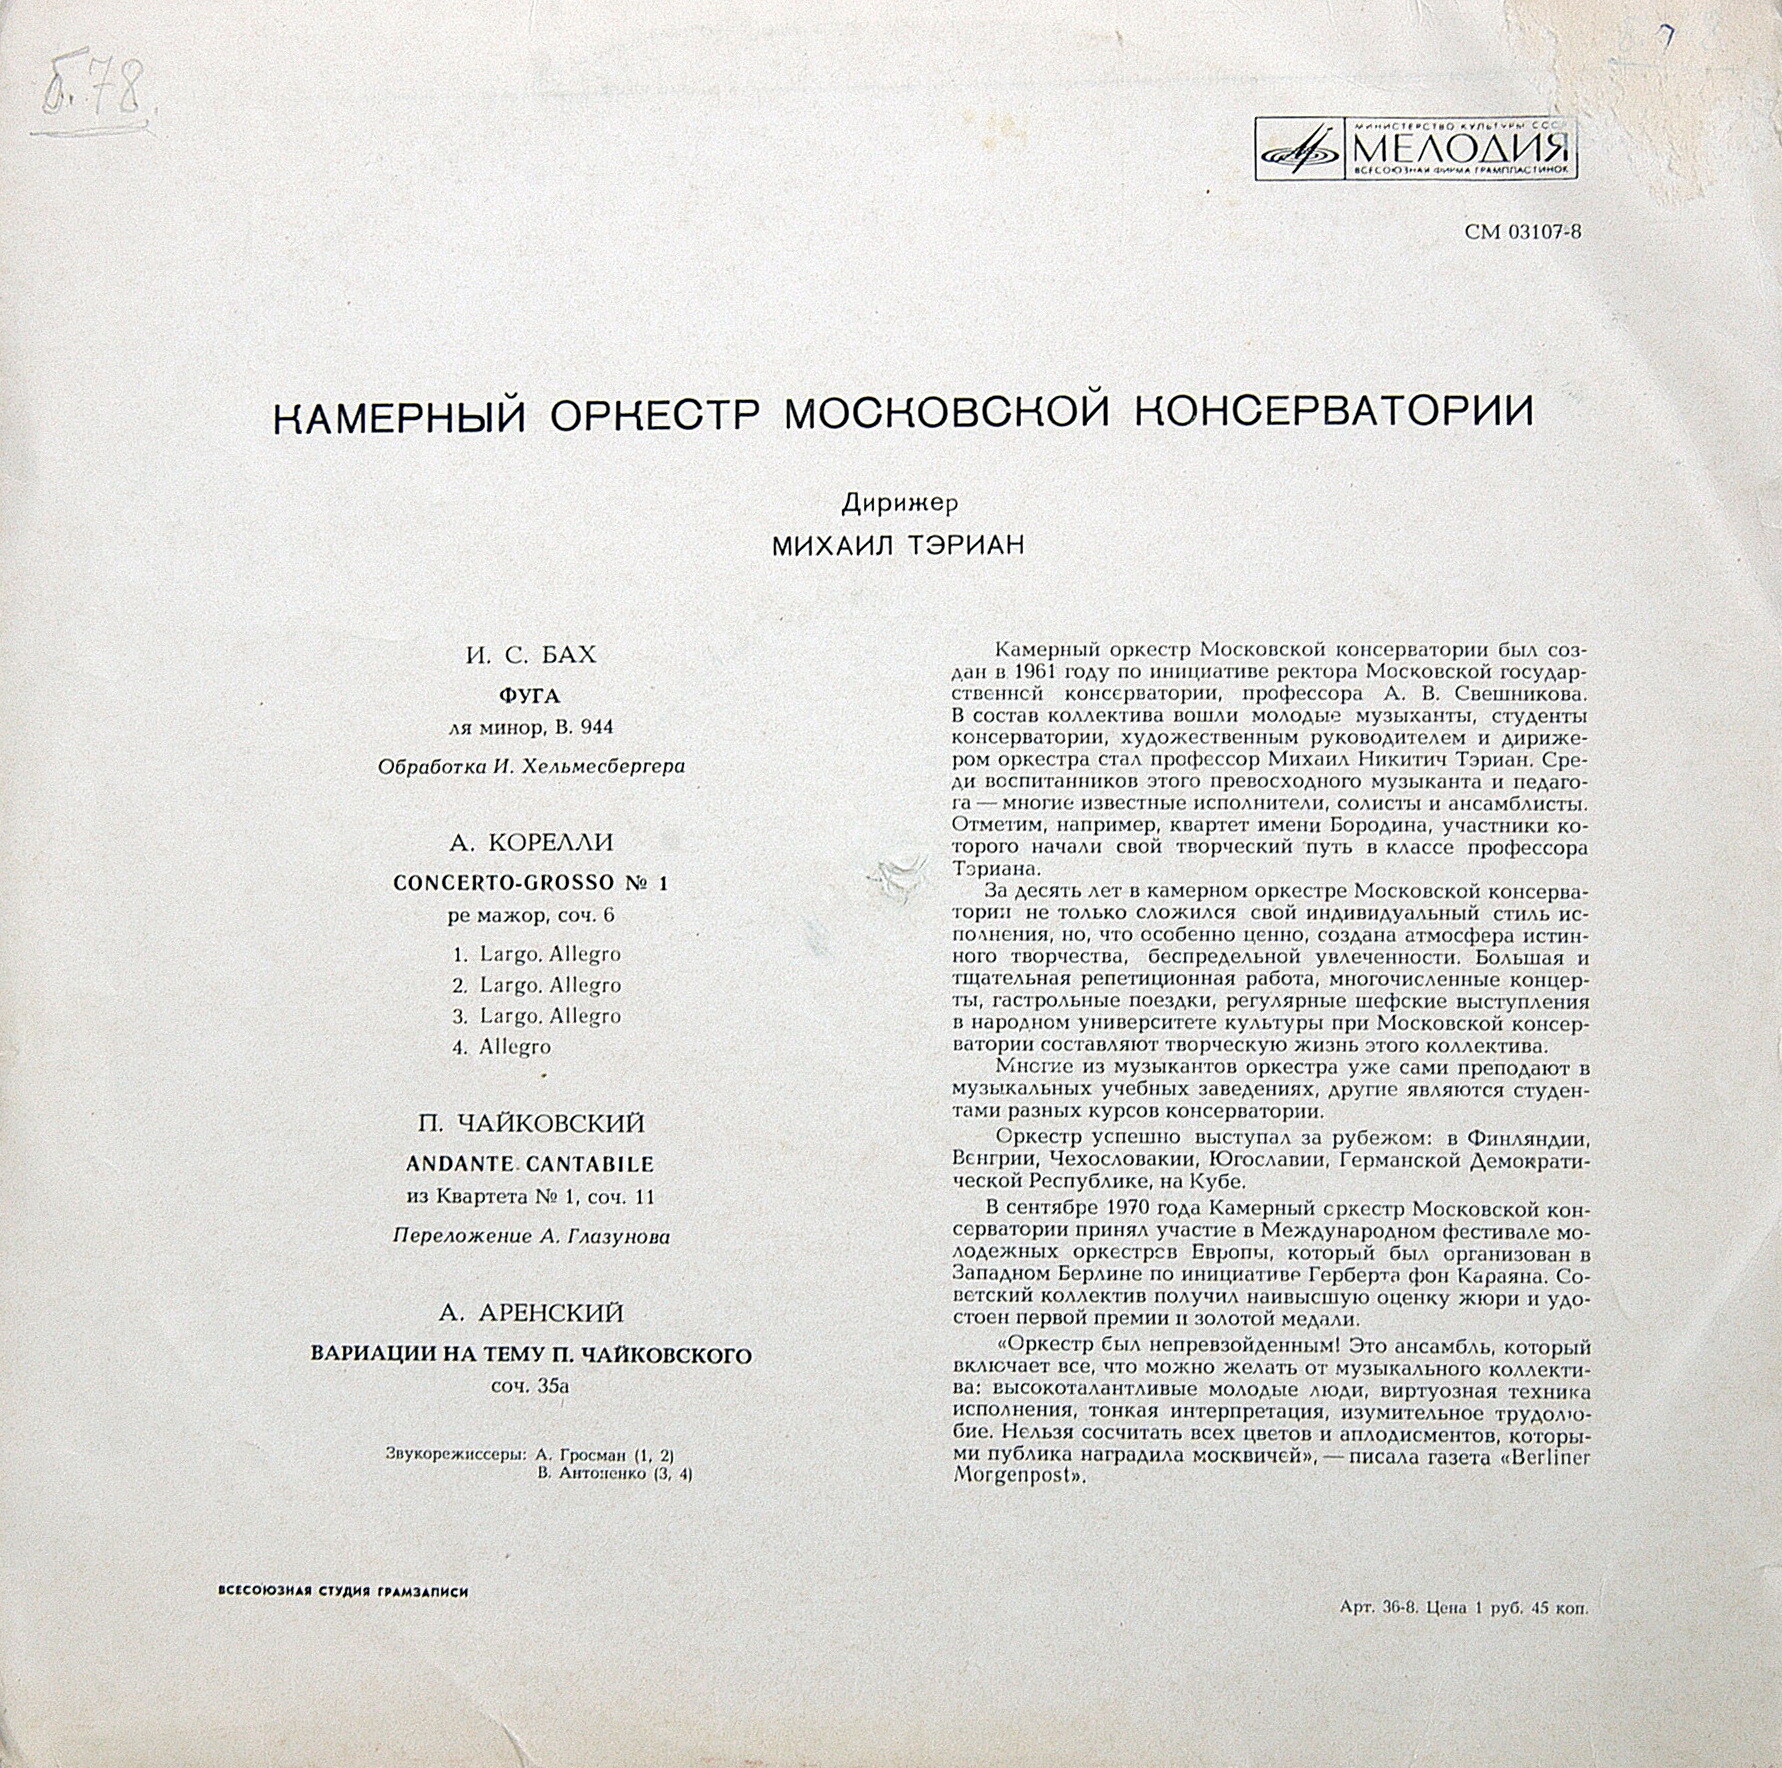 Б.78.
МИНИСТЕРСТВО КУЛЬТУРЫ СССР
МЕЛОДИЯ
ВСЕСОЮЗНАЯ ФИРМА ГРАМПЛАСТИНОК
СМ 03107-8
КАМЕРНЫЙ ОРКЕСТР МОСКОВСКОЙ КОНСЕРВАТОРИИ
Дирижер
МИХАИЛ ТЭРИАН
И. С. БАХ
ФУГА
ля минор, В. 944
Обработка И. Хельмесбергера
А. КОРЕЛЛИ
CONCERTO-GROSSO № 1
ре мажор, соч. 6
1. Largo. Allegro
2. Largo. Allegro
3. Largo. Allegro
4. Allegro
П. ЧАЙКОВСКИЙ
ANDANTE CANTABILE
из Квартета № 1, соч. 11
Переложение А. Глазунова
А. АРЕНСКИЙ
ВАРИАЦИИ НА ТЕМУ П. ЧАЙКОВСКОГО
соч. 35а
Звукорежиссеры: А. Гросман (1, 2)
В. Антоненко (3, 4)
Камерный оркестр Московской консерватории был соз-
дан в 1961 году по инициативе ректора Московской государ-
ственной консерватории, профессора А. В. Свешникова.
В состав коллектива вошли молодые музыканты, студенты
консерватории, художественным руководителем и дириже-
ром оркестра стал профессор Михаил Никитич Тэриан. Сре-
ди воспитанников этого превосходного музыканта и педаго-
га — многие известные исполнители, солисты и ансамблисты.
Отметим, например, квартет имени Бородина, участники ко-
торого начали свой творческий путь в классе профессора
Тэриана.
За десять лет в камерном оркестре Московской консерва-
тории не только сложился свой индивидуальный стиль ис-
полнения, но, что особенно ценно, создана атмосфера истин-
ного творчества, беспредельной увлеченности. Большая и
тщательная репетиционная работа, многочисленные концер-
ты, гастрольные поездки, регулярные шефские выступления
в народном университете культуры при Московской консер-
ватории составляют творческую жизнь этого коллектива.
Многие из музыкантов оркестра уже сами преподают в
музыкальных учебных заведениях, другие являются студен-
тами разных курсов консерватории.
Оркестр успешно выступал за рубежом: в Финляндии,
Венгрии, Чехословакии, Югославии, Германской Демократи-
ческой Республике, на Кубе.
В сентябре 1970 года Камерный оркестр Московской кон-
серватории принял участие в Международном фестивале мо-
лодежных оркестров Европы, который был организован в
Западном Берлине по инициативе Герберта фон Караяна. Со-
ветский коллектив получил наивысшую оценку жюри и удо-
стоен первой премии и золотой медали.
«Оркестр был непревзойденным! Это ансамбль, который
включает все, что можно желать от музыкального коллекти-
ва: высокоталантливые молодые люди, виртуозная техника
исполнения, тонкая интерпретация, изумительное трудолю-
бие. Нельзя сосчитать всех цветов и аплодисментов, которы-
ми публика наградила москвичей», — писала газета «Berliner
Morgenpost».
ВСЕСОЮЗНАЯ СТУДИЯ ГРАМЗАПИСИ
Арт. 36-8. Цена 1 руб. 45 коп.